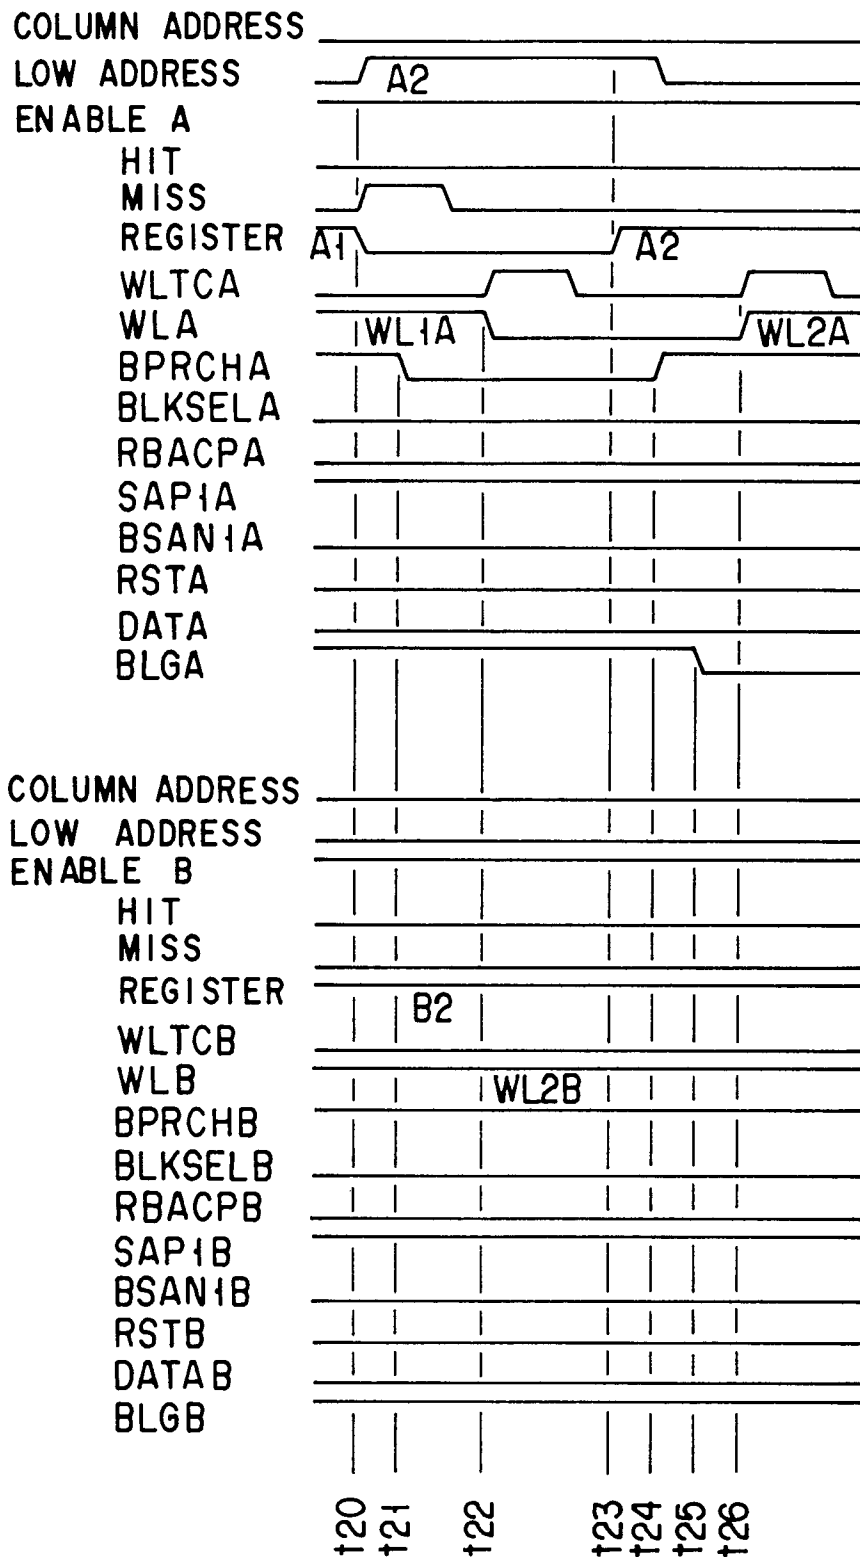 COLUMN ADDRESS
LOW ADDRESS
A2
ENABLE A
HIT
MISS
REGISTER A1 A2
WLTCA
WLA WL1A WL2A
BPRCHA
BLKSELA
RBACPA
SAP1A
BSAN1A
RSTA
DATA
BLGA
COLUMN ADDRESS
LOW ADDRESS
ENABLE B
HIT
MISS
REGISTER B2
WLTCB
WLB WL2B
BPRCHB
BLKSELB
RBACPB
SAP1B
BSAN1B
RSTB
DATAB
BLGB
t20 t21 t22 t23 t24 t25 t26